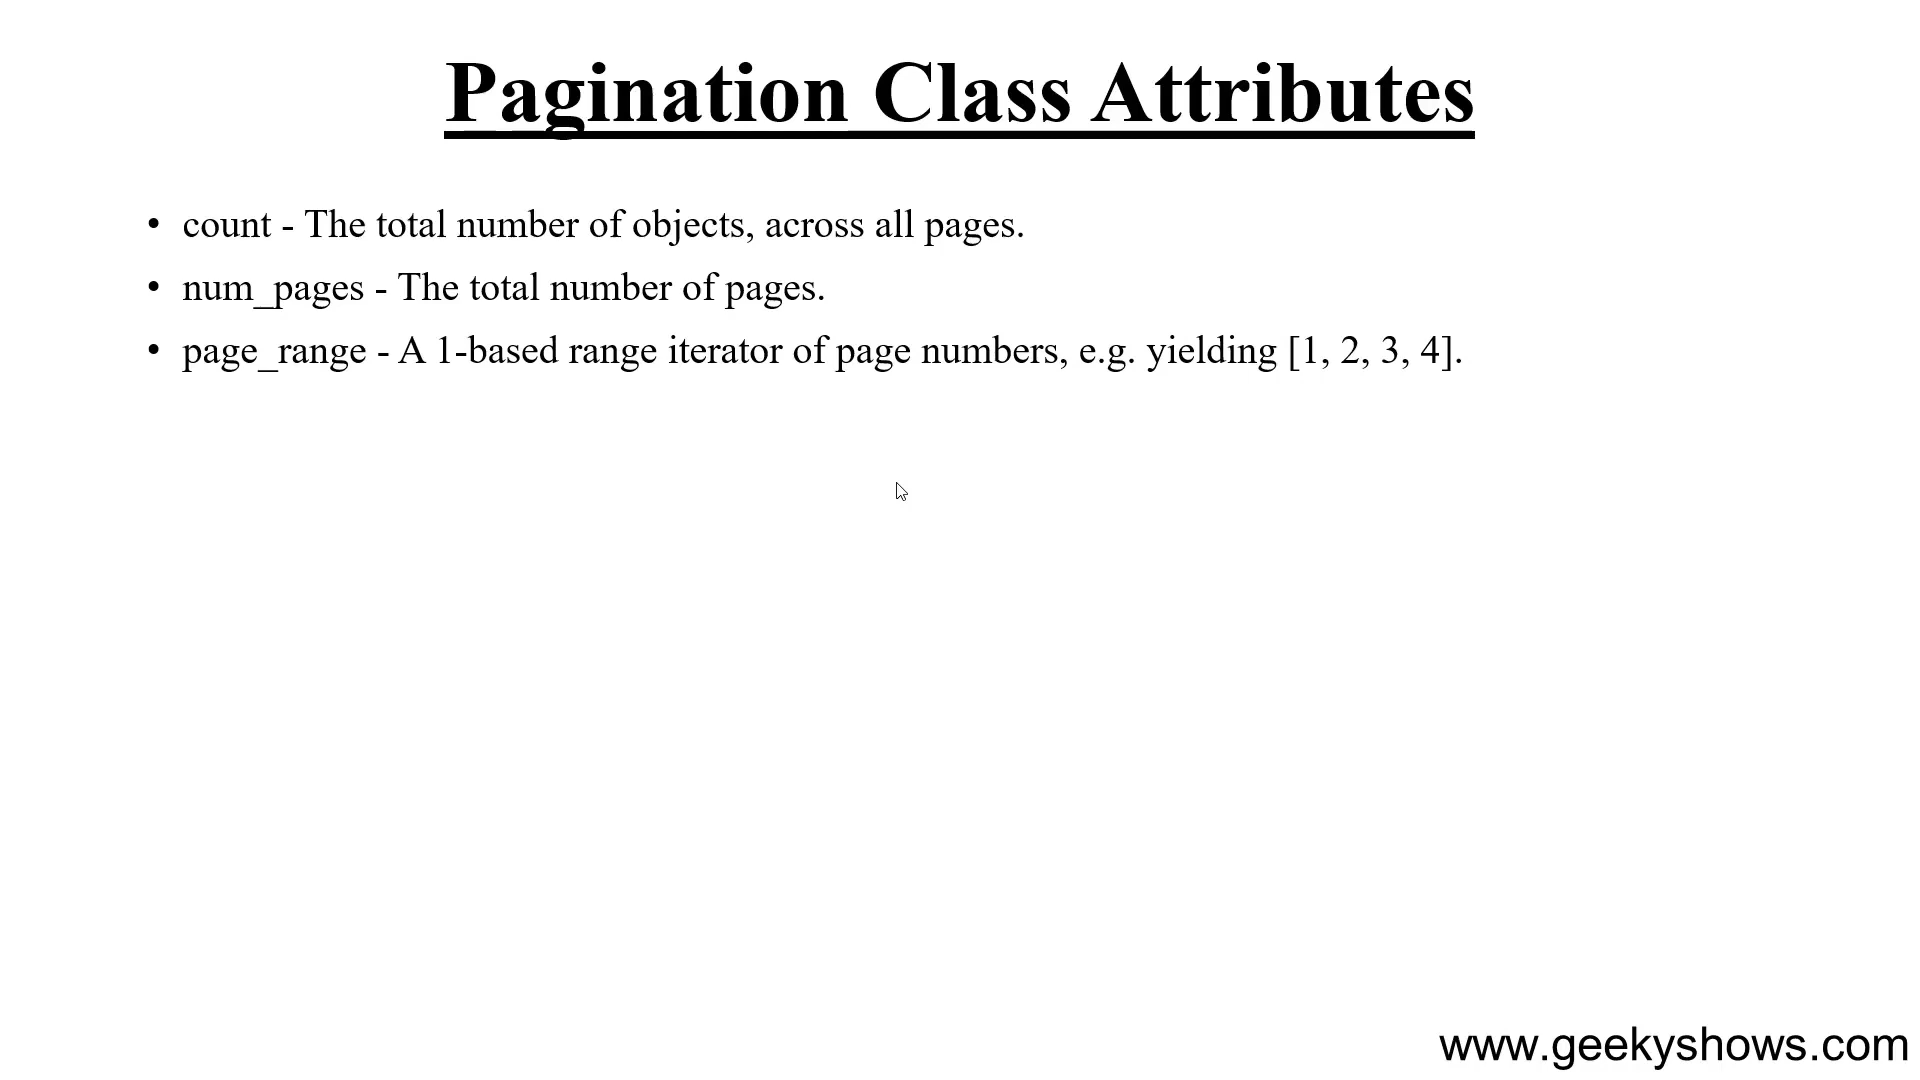 Pagination Class Attributes
• count - The total number of objects, across all pages.
• num_pages - The total number of pages.
• page_range - A 1-based range iterator of page numbers, e.g. yielding [1, 2, 3, 4].
www.geekyshows.com